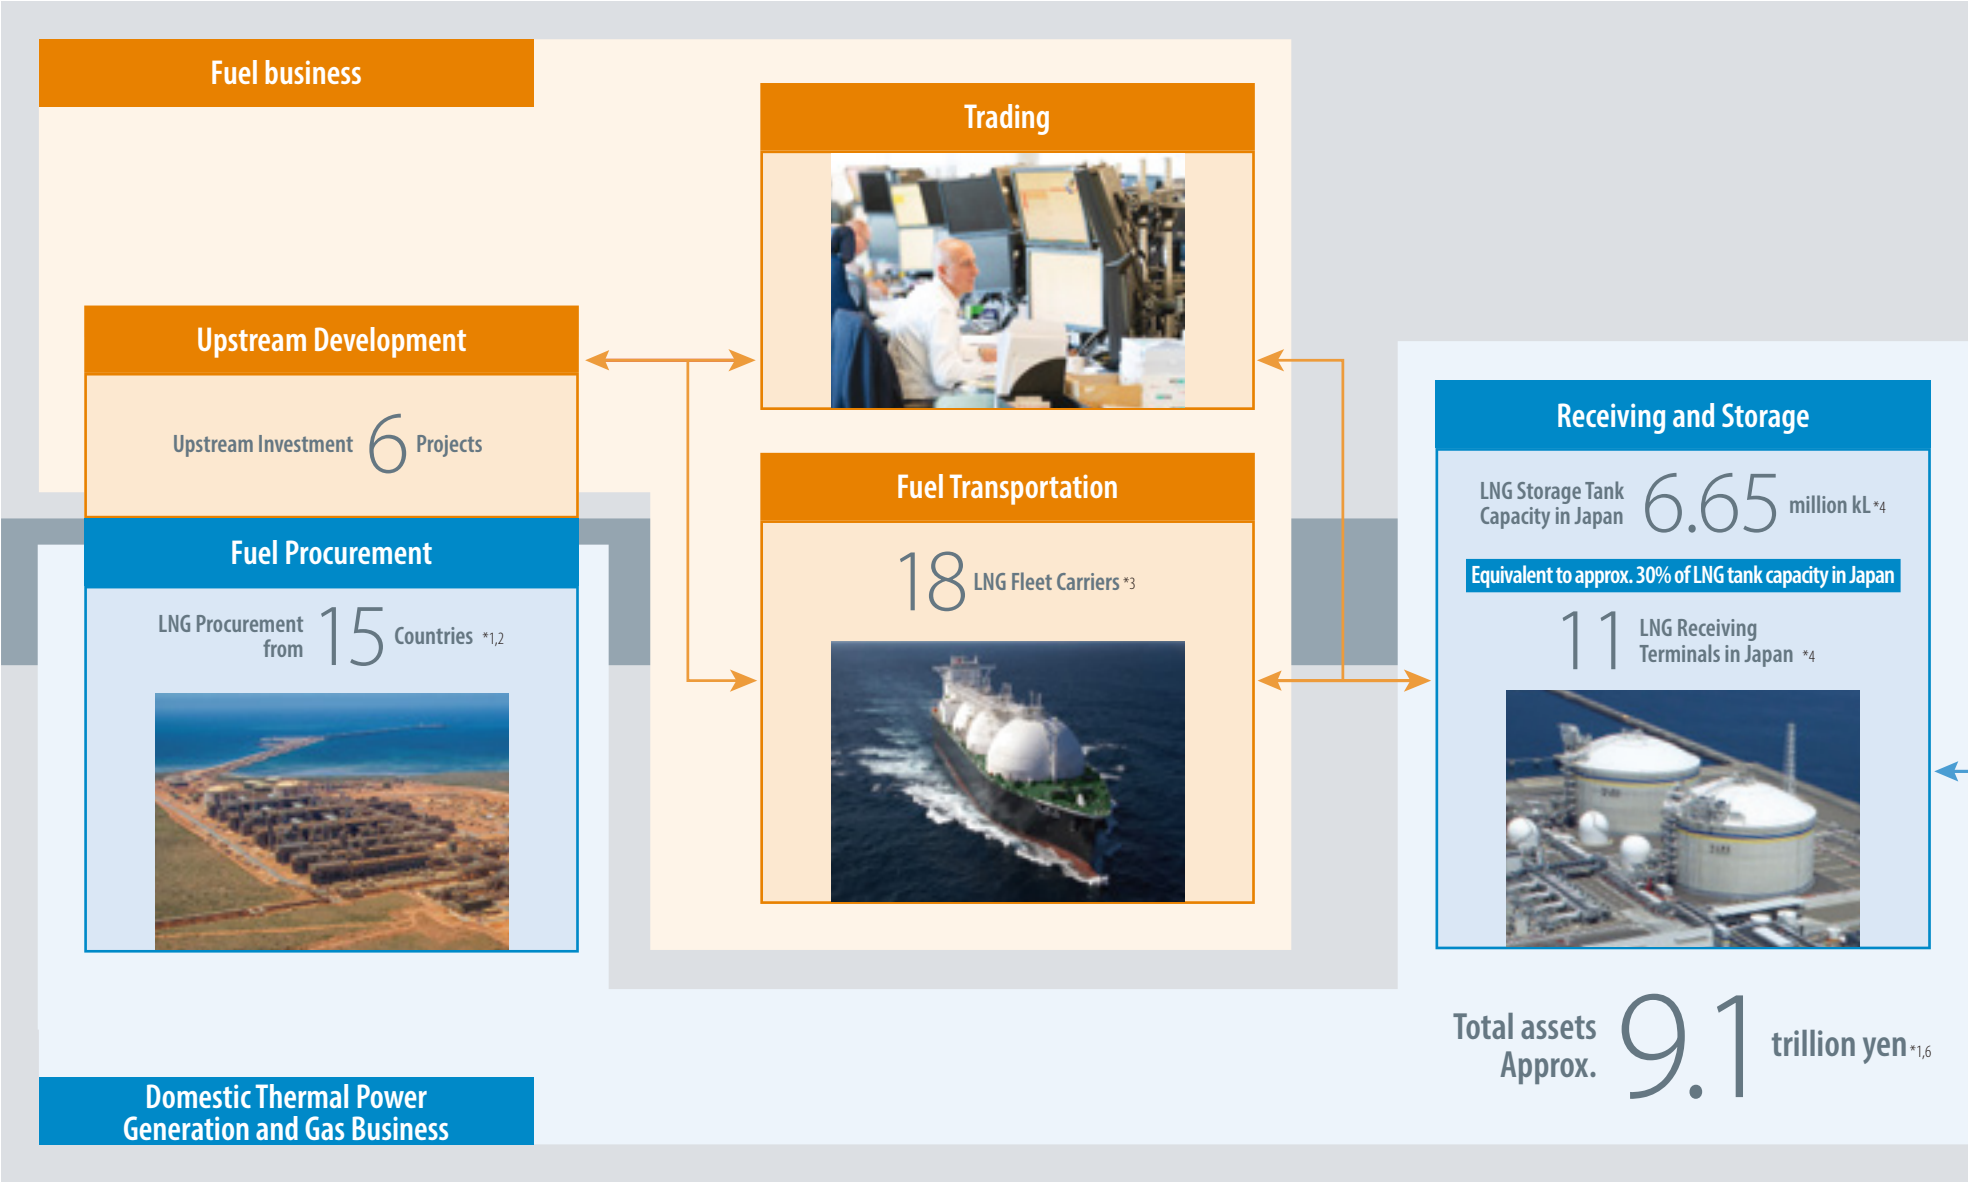 Fuel business
Trading
Upstream Development
Upstream Investment 6 Projects
Fuel Procurement
LNG Procurement
from 15 Countries *1,2
Fuel Transportation
18 LNG Fleet Carriers *3
Receiving and Storage
LNG Storage Tank
Capacity in Japan 6.65 million kL *4
Equivalent to approx. 30% of LNG tank capacity in Japan
11 LNG Receiving
Terminals in Japan *4
Total assets
Approx. 9.1 trillion yen *1,6
Domestic Thermal Power
Generation and Gas Business